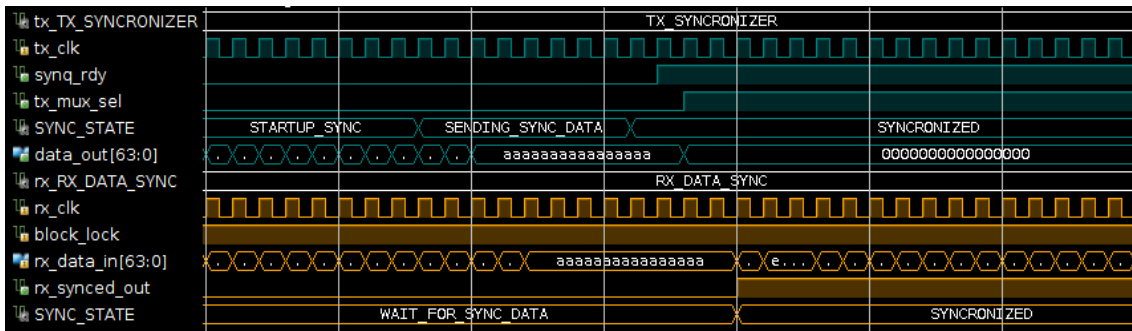 tx_TX_SYNCRONIZER TX_SYNCRONIZER
tx_clk
synq_rdy
tx_mux_sel
SYNC_STATE STARTUP_SYNC SENDING_SYNC_DATA SYNCRONIZED
data_out[63:0] . . . . . . . . . . aaaaaaaaaaaaaaaa 0000000000000000
rx_RX_DATA_SYNC RX_DATA_SYNC
rx_clk
block_lock
rx_data_in[63:0] . . . . . . . . . . . . aaaaaaaaaaaaaaaa . e... . . . . . . . . . . . .
rx_synced_out
SYNC_STATE WAIT_FOR_SYNC_DATA SYNCRONIZED